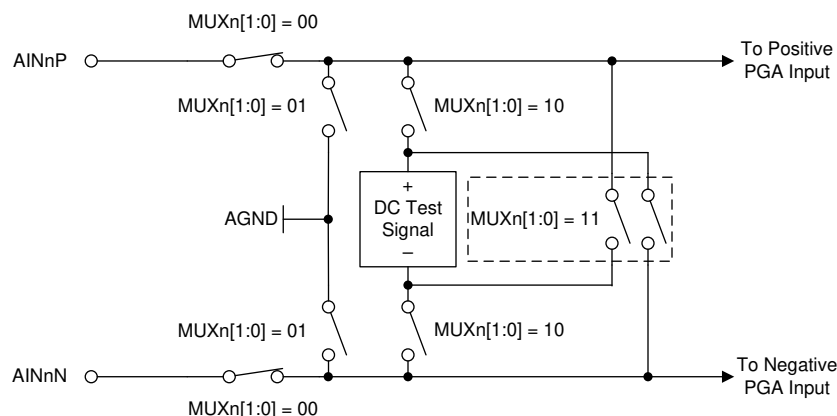 MUXn[1:0] = 00
AINnP
To Positive
PGA Input
MUXn[1:0] = 01
MUXn[1:0] = 10
+
DC Test
Signal
–
AGND
MUXn[1:0] = 11
MUXn[1:0] = 01
MUXn[1:0] = 10
AINnN
To Negative
PGA Input
MUXn[1:0] = 00